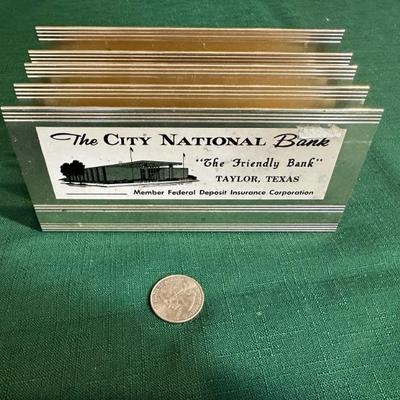 The CITY NATIONAL Bank
"The Friendly Bank"
TAYLOR, TEXAS
Member Federal Deposit Insurance Corporation